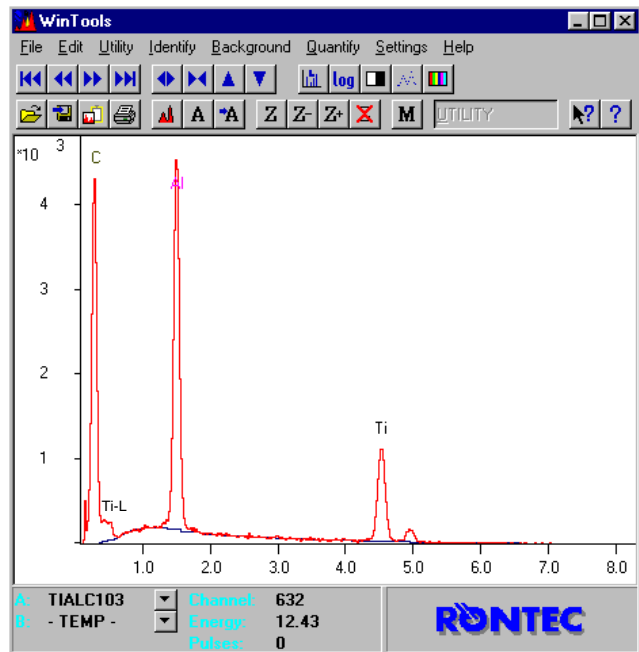 WinTools
File Edit Utility Identify Background Quantify Settings Help
log
A A Z Z- Z+ Z M UTILITY ? ?
*10 3
C
Al
4
3
2
Ti
1
Ti-L
1.0 2.0 3.0 4.0 5.0 6.0 7.0 8.0
A: TIALC103 Channel: 632
B: - TEMP - Energy: 12.43
Pulses: 0
RÖNTEC